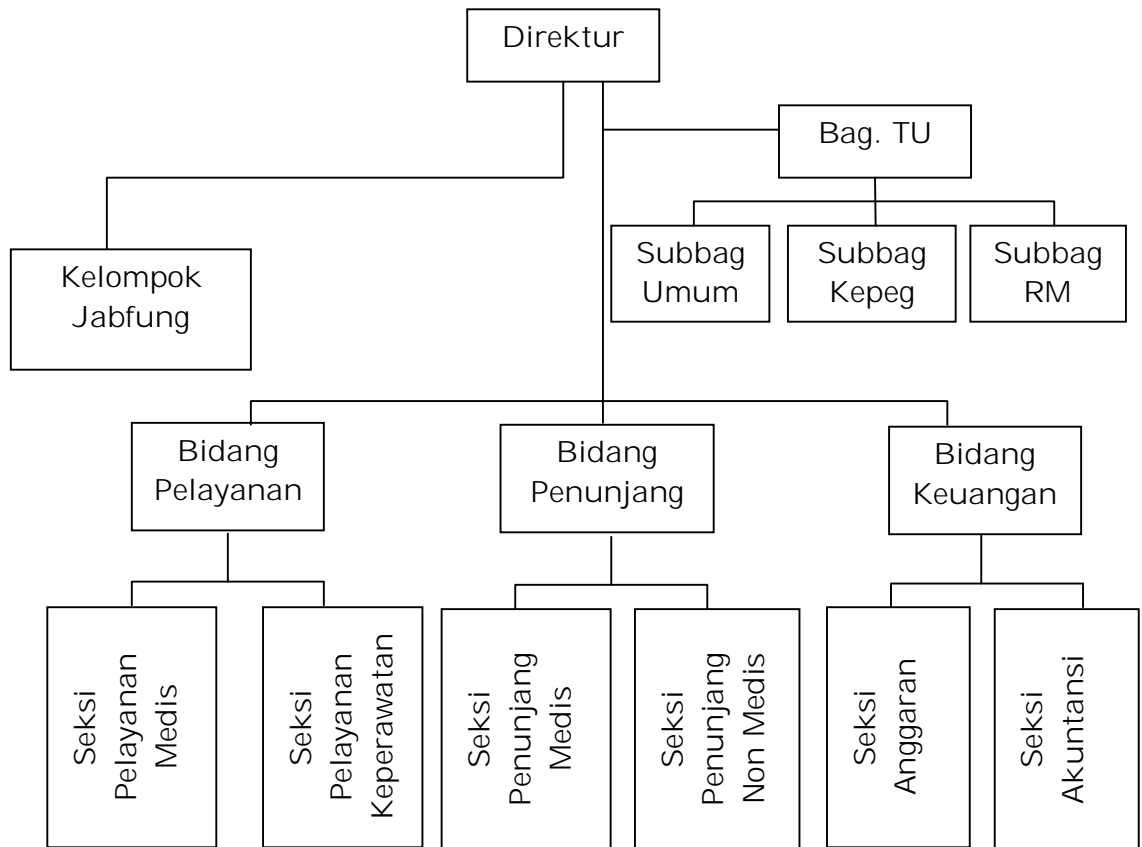 Direktur
Bag. TU
Subbag
Umum
Subbag
Kepeg
Subbag
RM
Kelompok
Jabfung
Bidang
Pelayanan
Bidang
Penunjang
Bidang
Keuangan
Seksi
Pelayanan
Medis
Seksi
Pelayanan
Keperawatan
Seksi
Penunjang
Medis
Seksi
Penunjang
Non Medis
Seksi
Anggaran
Seksi
Akuntansi